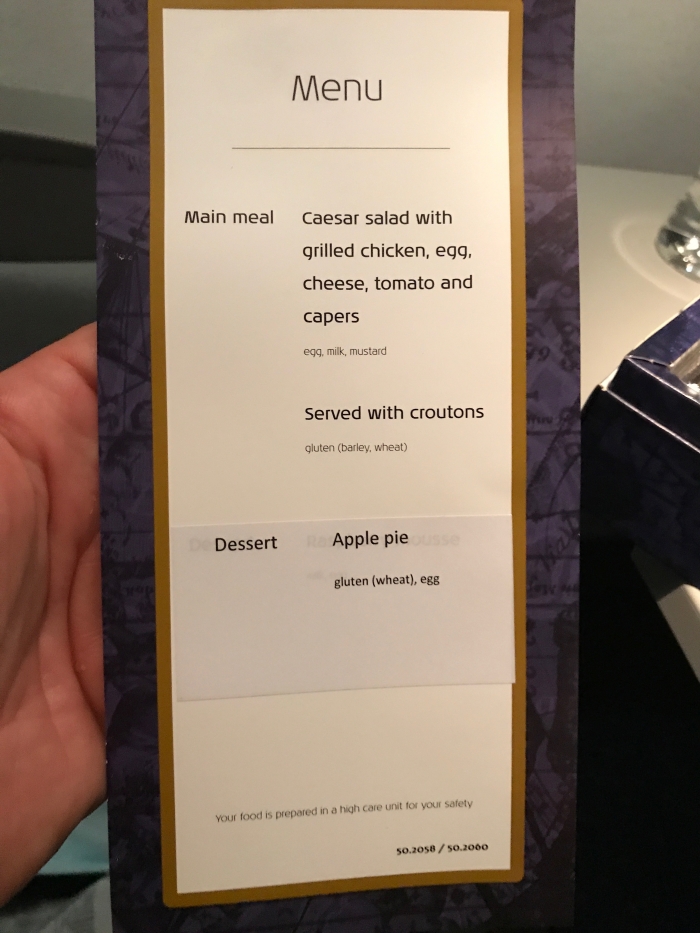 Menu
Main meal
Caesar salad with
grilled chicken, egg,
cheese, tomato and
capers
egg, milk, mustard
Served with croutons
gluten (barley, wheat)
Dessert
Apple pie
gluten (wheat), egg
Your food is prepared in a high care unit for your safety
50.2058 / 50.2060